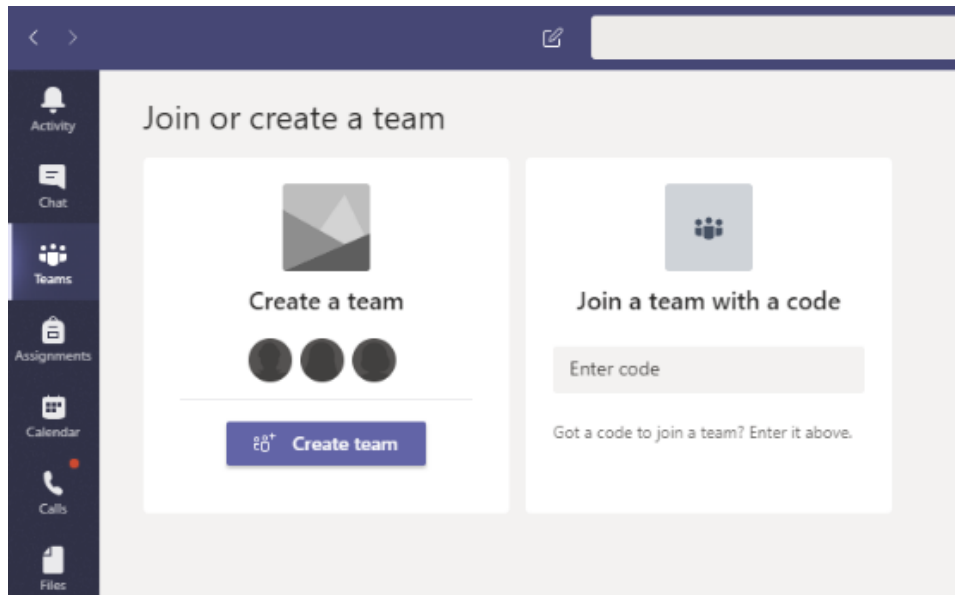 Activity
Chat
Teams
Assignments
Calendar
Calls
Files
Join or create a team
Create a team
Create team
Join a team with a code
Enter code
Got a code to join a team? Enter it above.